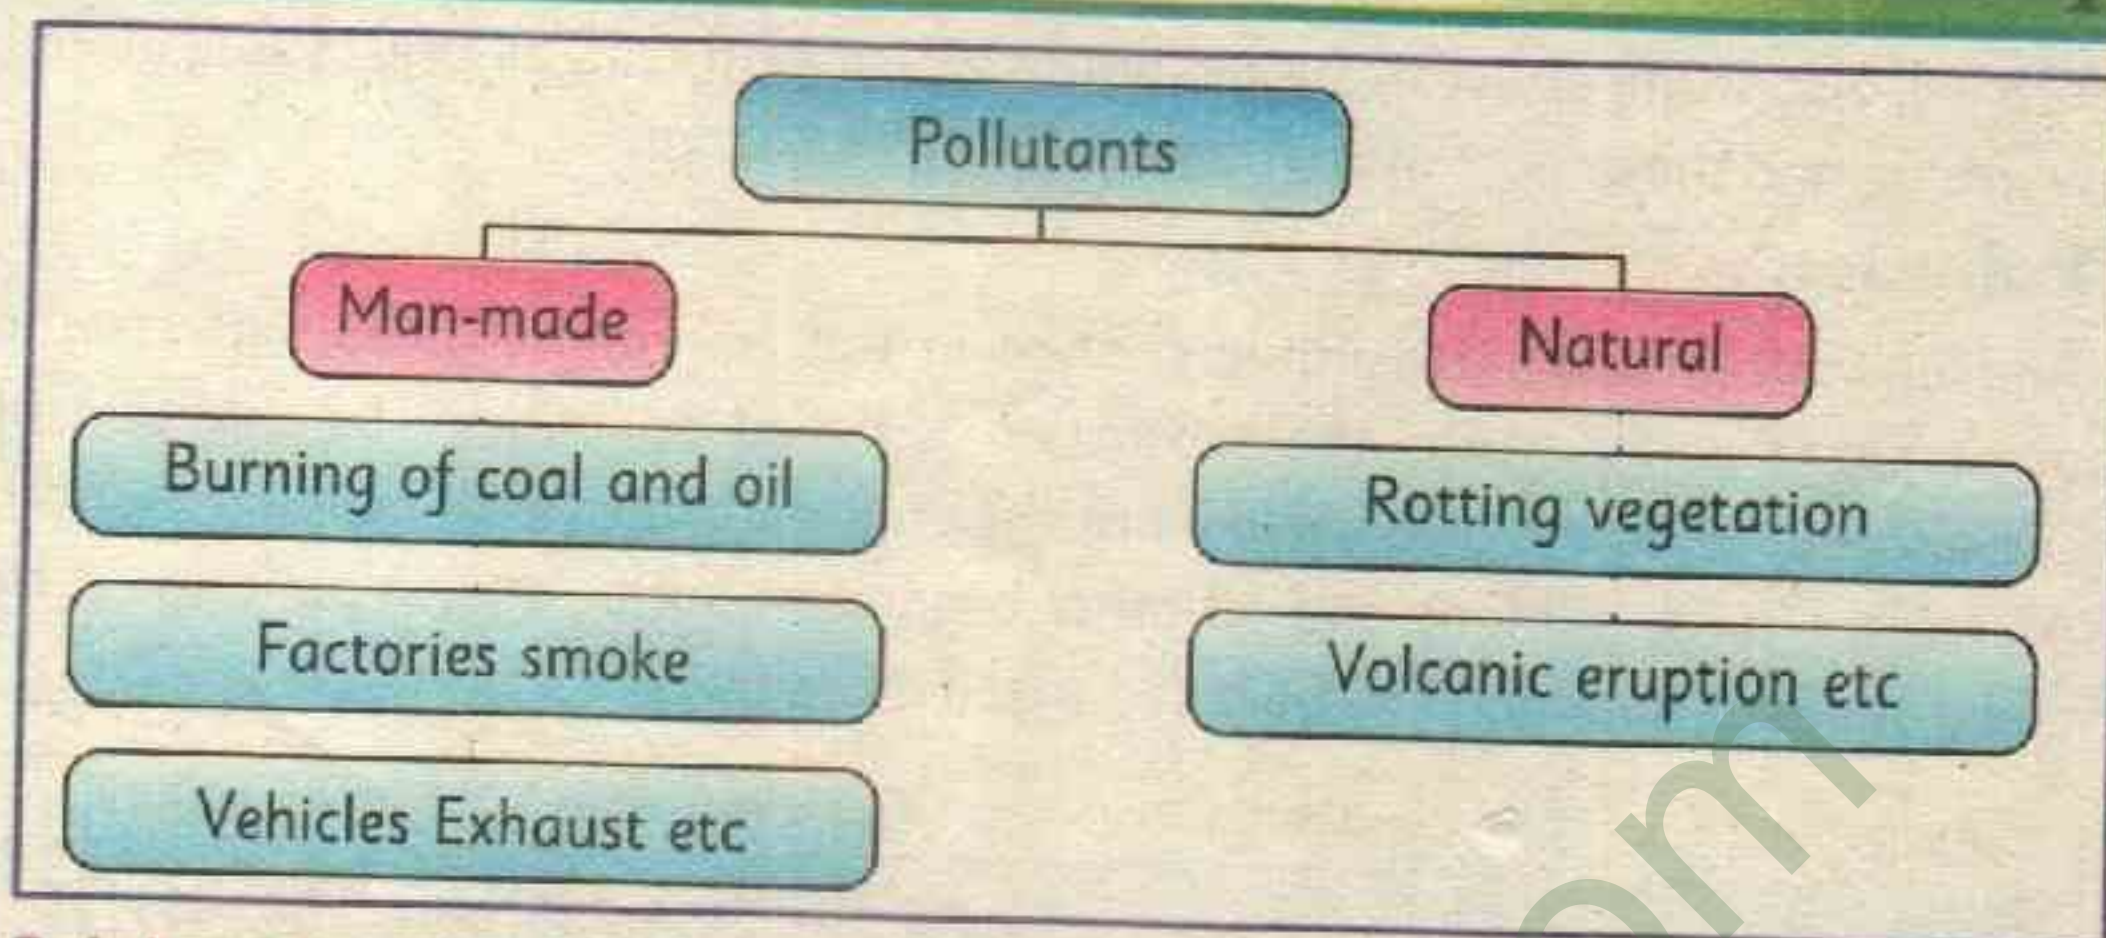 Pollutants
Man-made
Natural
Burning of coal and oil
Rotting vegetation
Factories smoke
Volcanic eruption etc
Vehicles Exhaust etc
om